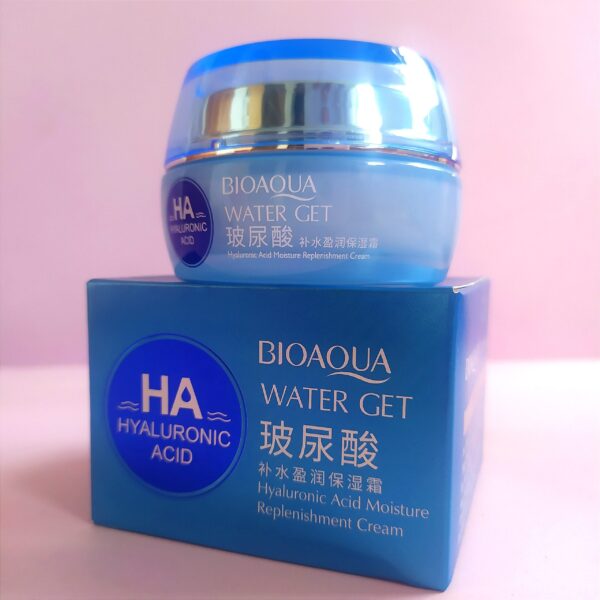 HA
HYALURONIC
ACID
BIOAQUA
WATER GET
玻尿酸 补水盈润保湿霜
Hyaluronic Acid Moisture Replenishment Cream
HA
HYALURONIC
ACID
BIOAQUA
WATER GET
玻尿酸
补水盈润保湿霜
Hyaluronic Acid Moisture
Replenishment Cream